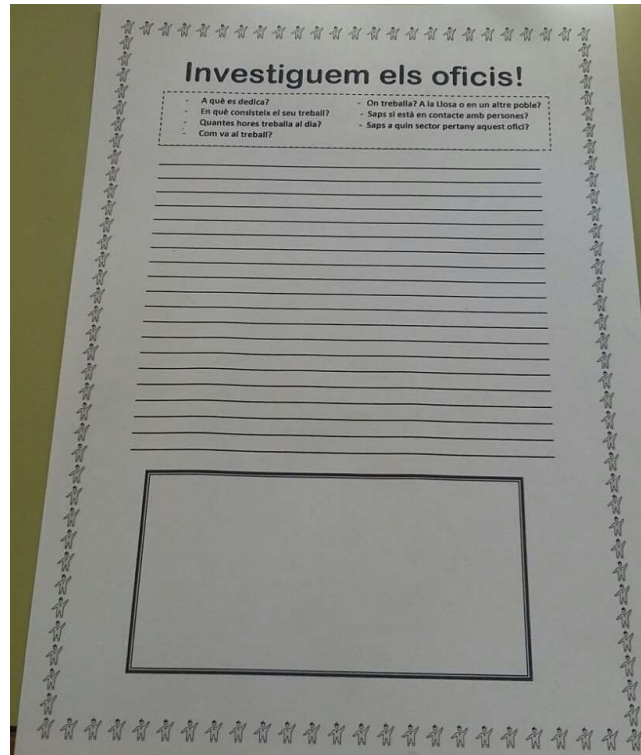 Investiguem els oficis!
- A què es dedica?
- En què consisteix el seu treball?
- Quantes hores treballa al dia?
- Com va al treball?
- On treballa? A la Llosa o en un altre poble?
- Saps si està en contacte amb persones?
- Saps a quin sector pertany aquest ofici?